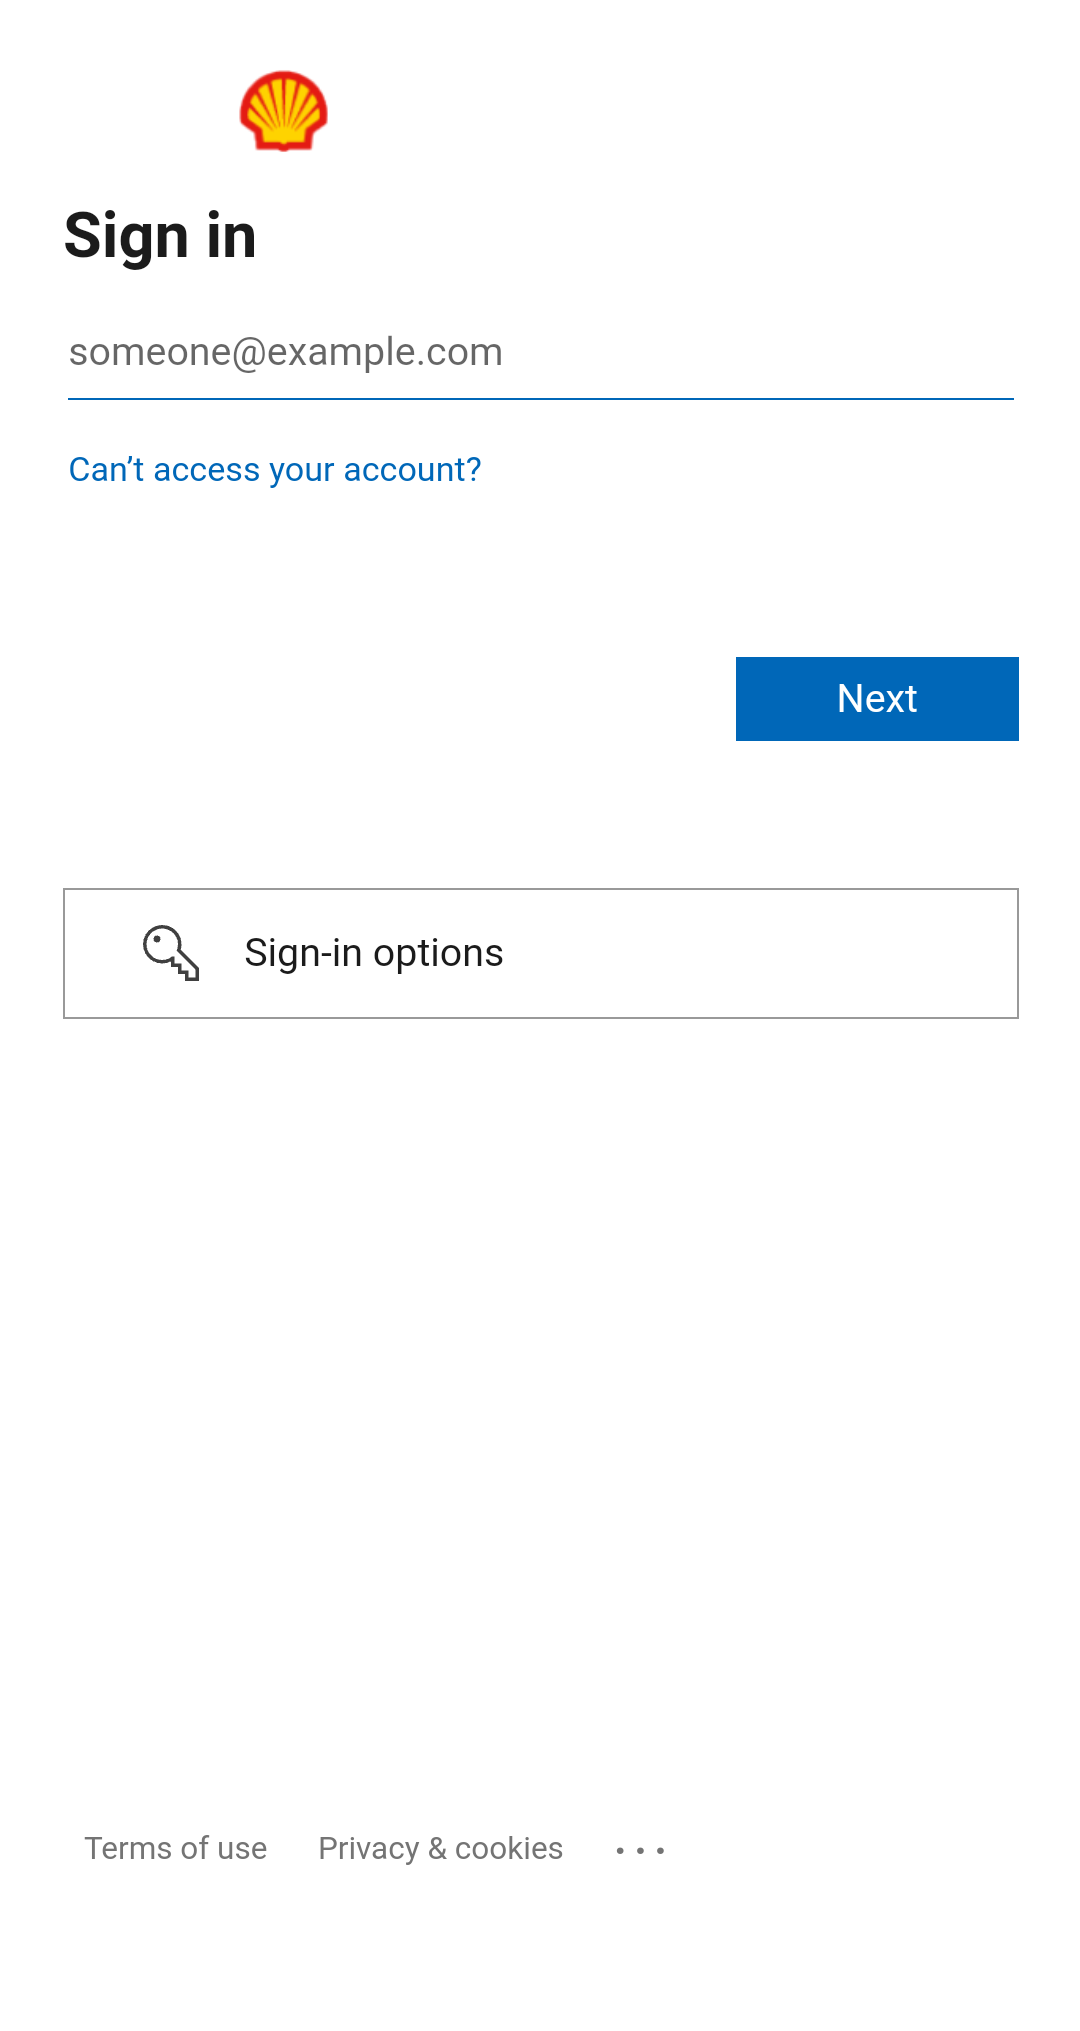 Sign in
someone@example.com
Can’t access your account?
Next
Sign-in options
Terms of use Privacy & cookies ...